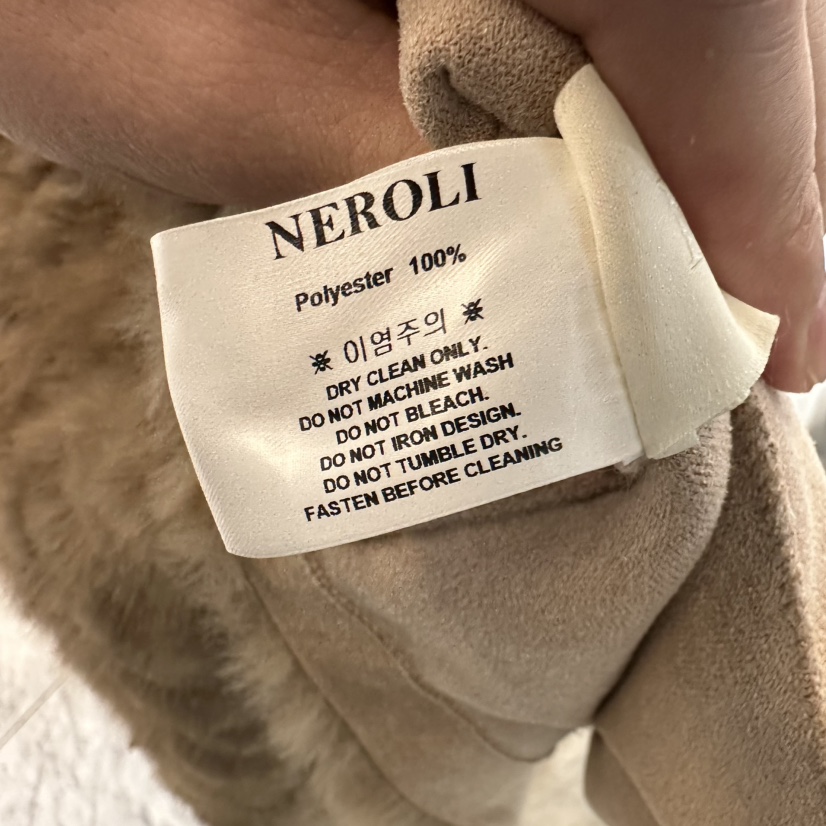 NEROLI
Polyester 100%
※ 이염주의 ※
DRY CLEAN ONLY.
DO NOT MACHINE WASH
DO NOT BLEACH.
DO NOT IRON DESIGN.
DO NOT TUMBLE DRY.
FASTEN BEFORE CLEANING